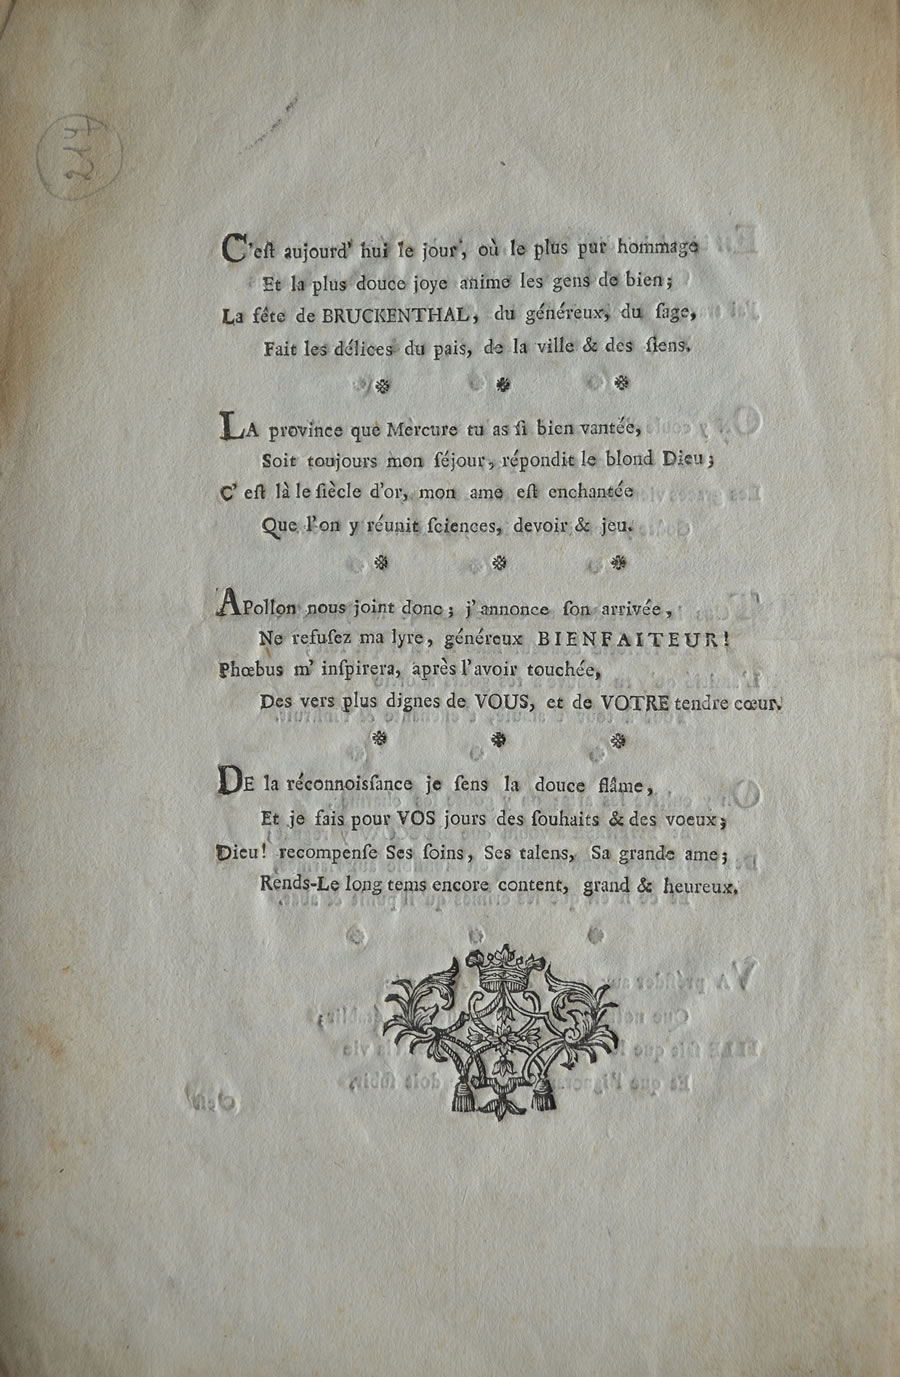 214
C'eſt aujourd' hui le jour, où le plus pur hommage
Et la plus douce joye anime les gens de bien;
La féte de BRUCKENTHAL, du généreux, du ſage,
Fait les délices du pais, de la ville & des ſiens.
LA province que Mercure tu as ſi bien vantée,
Soit toujours mon ſéjour, répondit le blond Dieu;
C' eſt là le ſiècle d'or, mon ame eſt enchantée
Que l'on y réunit ſciences, devoir & jeu.
APollon nous joint donc; j'annonce ſon arrivée,
Ne refuſez ma lyre, généreux BIENFAITEUR!
Phœbus m' inſpirera, après l'avoir touchée,
Des vers plus dignes de VOUS, et de VOTRE tendre cœur.
DE la réconnoisſance je ſens la douce flâme,
Et je fais pour VOS jours des ſouhaits & des voeux;
Dieu! recompenſe Ses ſoins, Ses talens, Sa grande ame;
Rends-Le long tems encore content, grand & heureux.